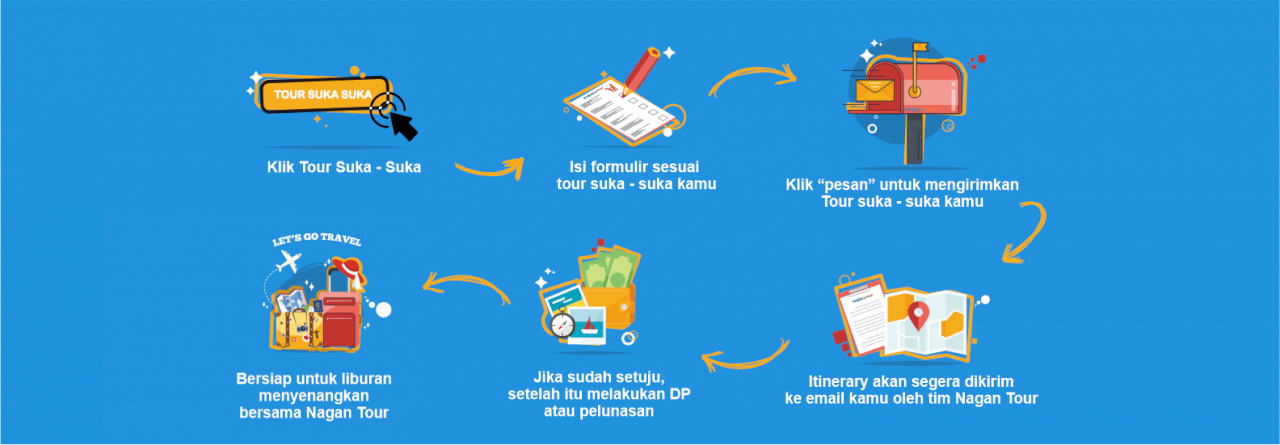 TOUR SUKA SUKA
Klik Tour Suka - Suka
Isi formulir sesuai
tour suka - suka kamu
Klik “pesan” untuk mengirimkan
Tour suka - suka kamu
Itinerary akan segera dikirim
ke email kamu oleh tim Nagan Tour
Jika sudah setuju,
setelah itu melakukan DP
atau pelunasan
LET'S GO TRAVEL
Bersiap untuk liburan
menyenangkan
bersama Nagan Tour